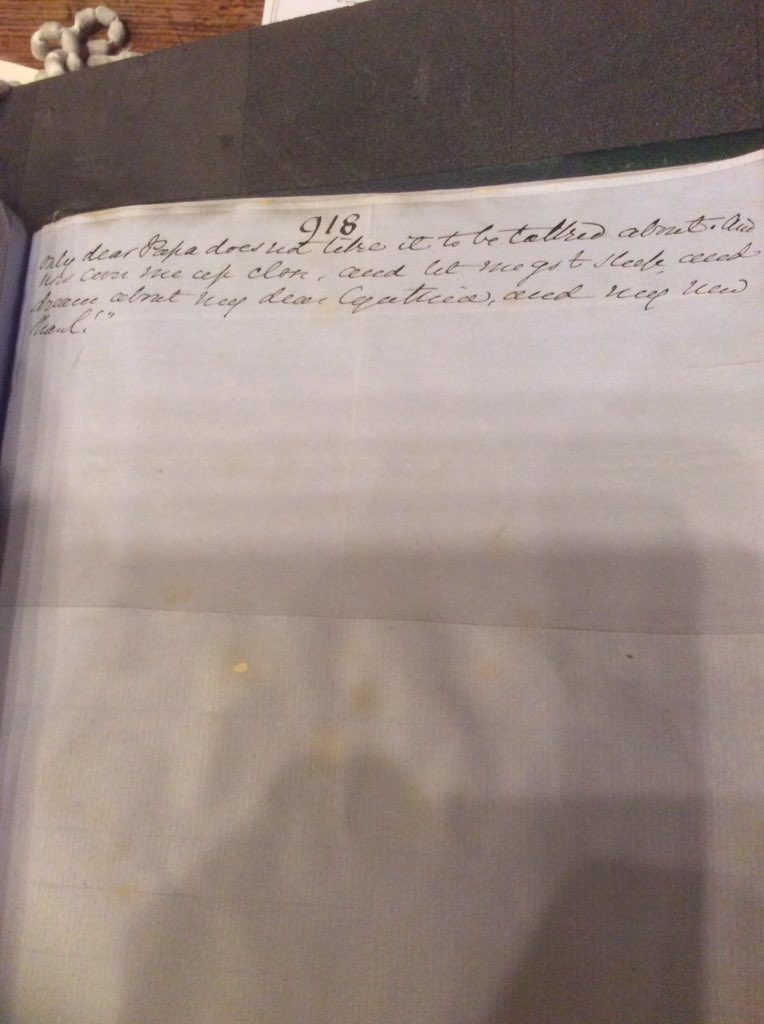 918
only dear Papa does not like it to be talked about. And
now cover me up close, and let me go to sleep and
dream about my dear Cynthia, and my new
shawl!"